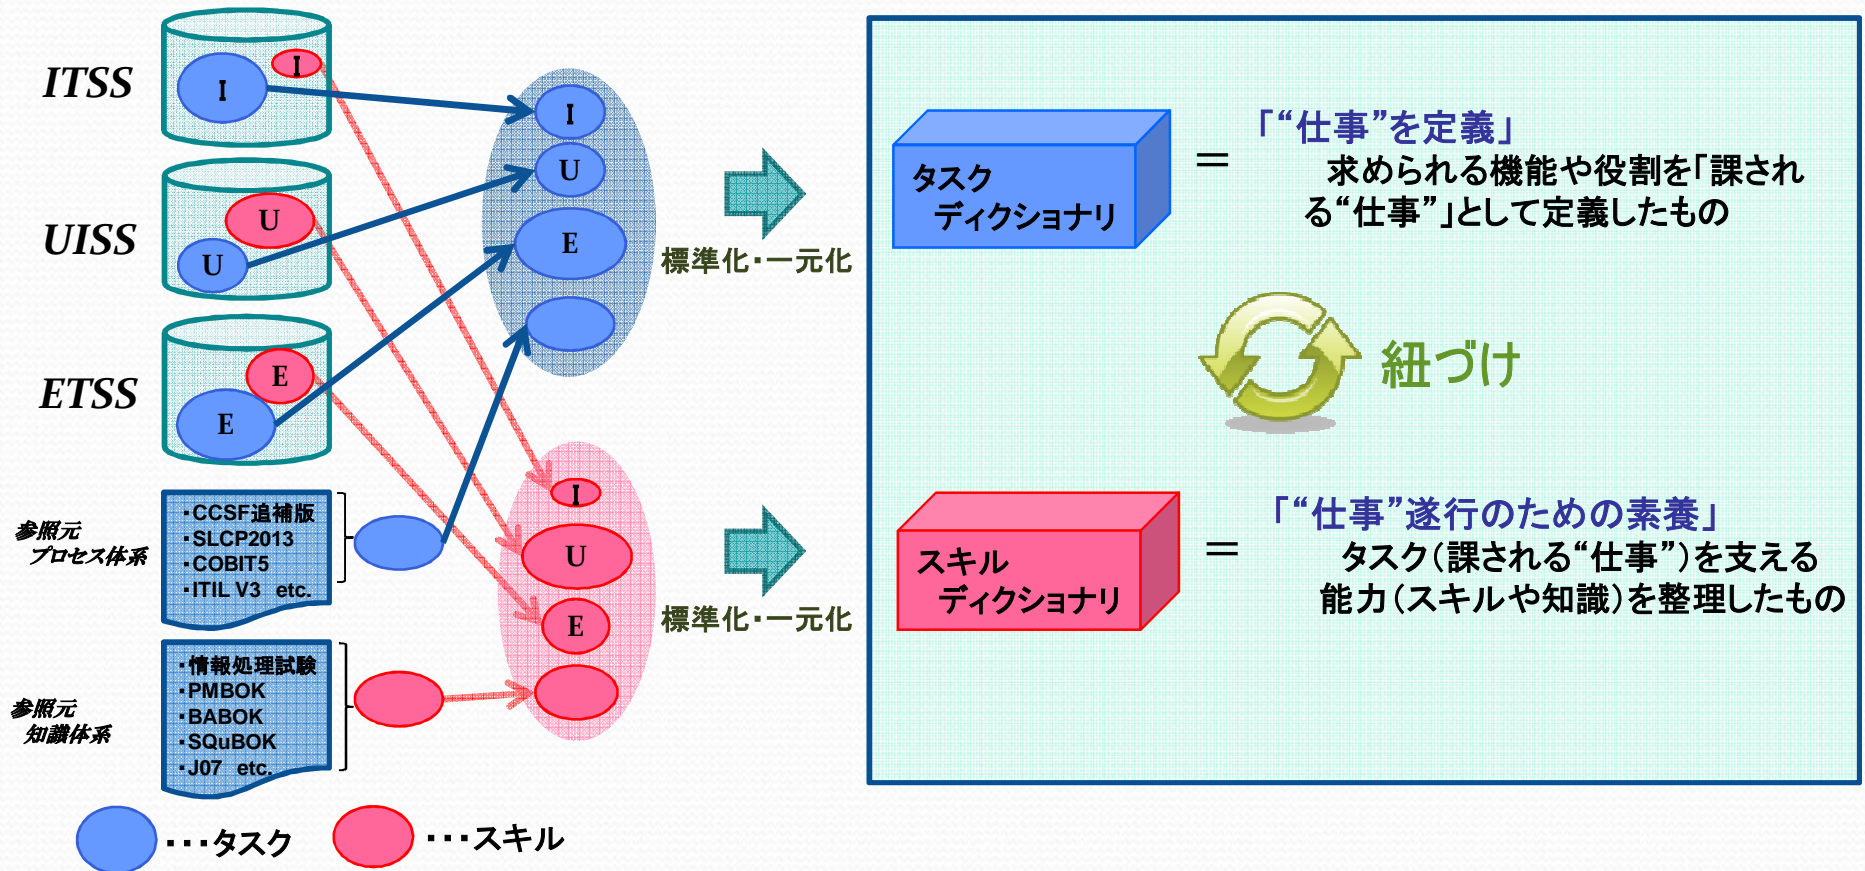 ITSS
I
I
UISS
U
U
ETSS
E
E
参照元
プロセス体系
・CCSF追補版
・SLCP2013
・COBIT5
・ITIL V3 etc.
参照元
知識体系
・情報処理試験
・PMBOK
・BABOK
・SQuBOK
・J07 etc.
I
U
E
I
U
E
標準化・一元化
標準化・一元化
タスク
ディクショナリ
＝
「“仕事”を定義」
求められる機能や役割を「課され
る“仕事”」として定義したもの
紐づけ
スキル
ディクショナリ
＝
「“仕事”遂行のための素養」
タスク（課される“仕事”）を支える
能力（スキルや知識）を整理したもの
・・・タスク
・・・スキル